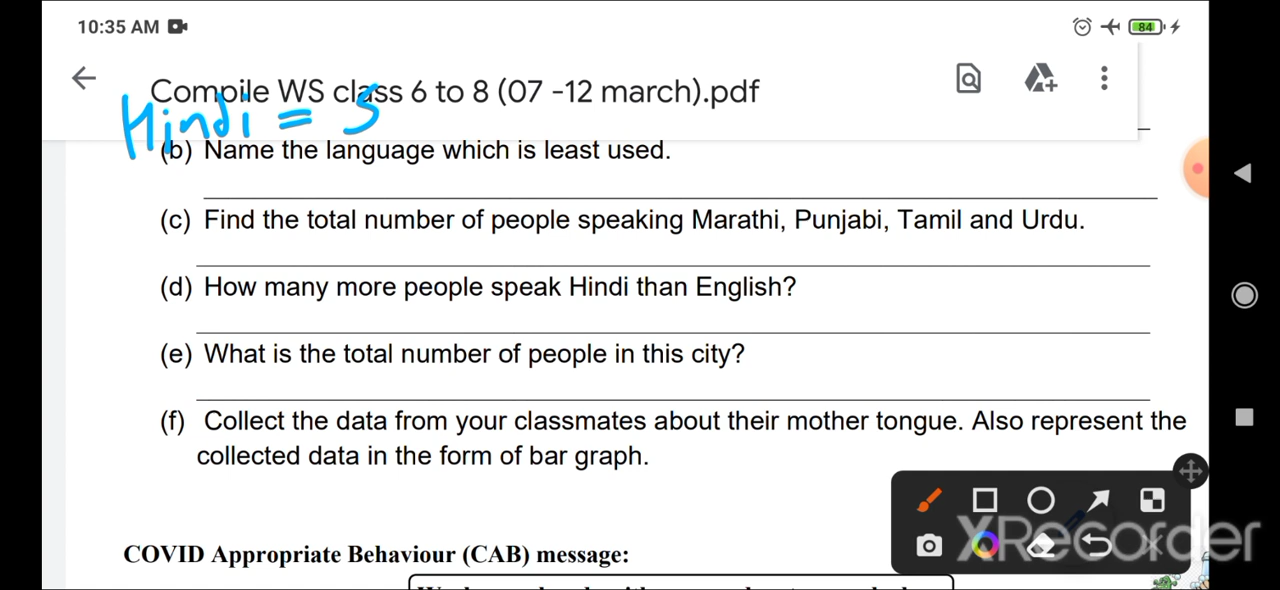 10:35 AM
84
Compile WS class 6 to 8 (07 -12 march).pdf
Hindi = 5
(b) Name the language which is least used.
(c) Find the total number of people speaking Marathi, Punjabi, Tamil and Urdu.
(d) How many more people speak Hindi than English?
(e) What is the total number of people in this city?
(f) Collect the data from your classmates about their mother tongue. Also represent the
collected data in the form of bar graph.
XRecorder
COVID Appropriate Behaviour (CAB) message: